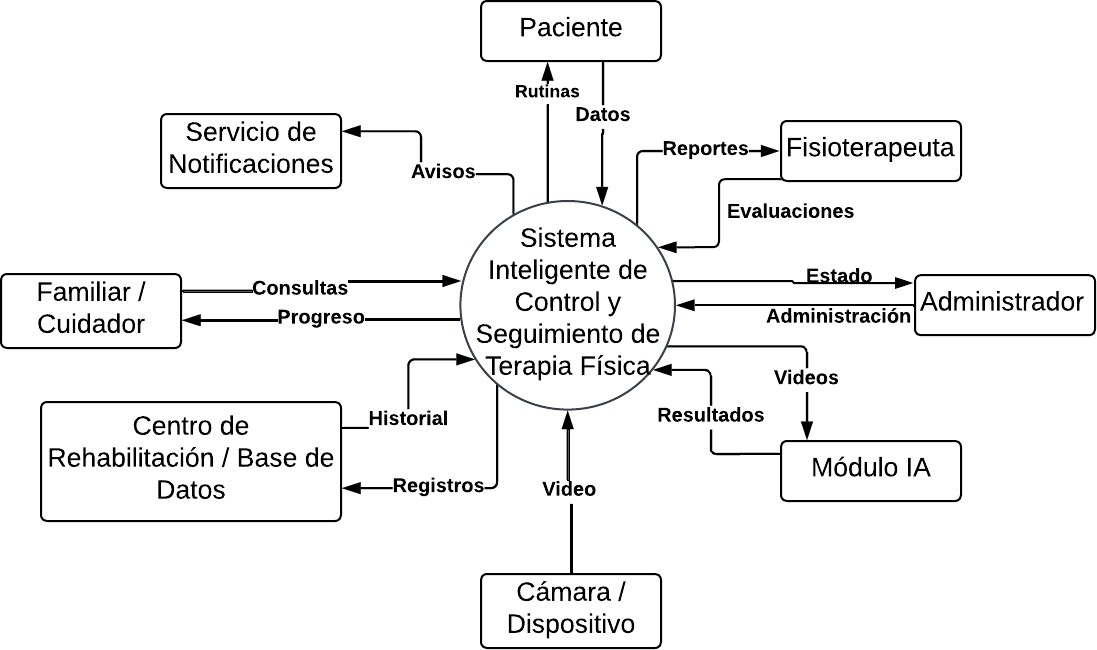 Paciente
Rutinas
Datos
Servicio de
Notificaciones
Avisos
Reportes
Fisioterapeuta
Evaluaciones
Sistema
Inteligente de
Control y
Seguimiento de
Terapia Física
Familiar /
Cuidador
Consultas
Progreso
Estado
Administración
Administrador
Videos
Resultados
Módulo IA
Historial
Centro de
Rehabilitación / Base de
Datos
Registros
Video
Cámara /
Dispositivo